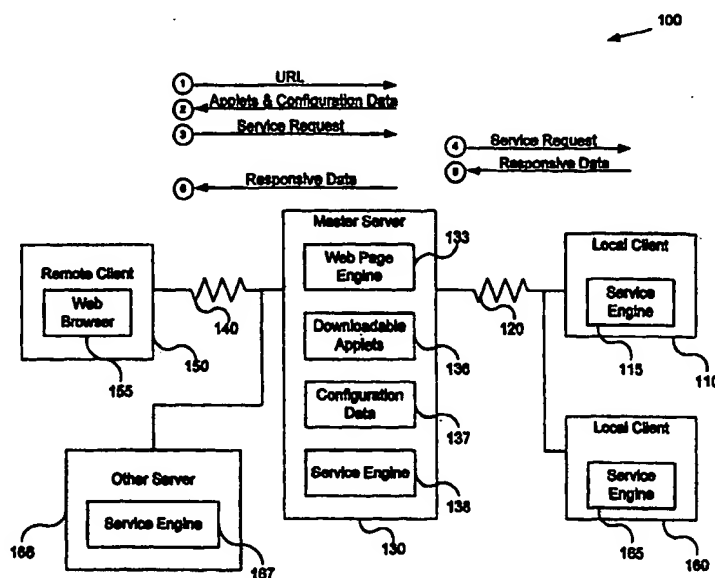 100
1 URL
2 Applets & Configuration Data
3 Service Request
4 Service Request
5 Responsive Data
6 Responsive Data
Master Server
133
Web Page
Engine
Remote Client
Web
Browser
155
150
140
120
Local Client
Service
Engine
115
110
Downloadable
Applets
136
Configuration
Data
137
Service Engine
138
130
Other Server
Service Engine
166
167
Local Client
Service
Engine
165
160